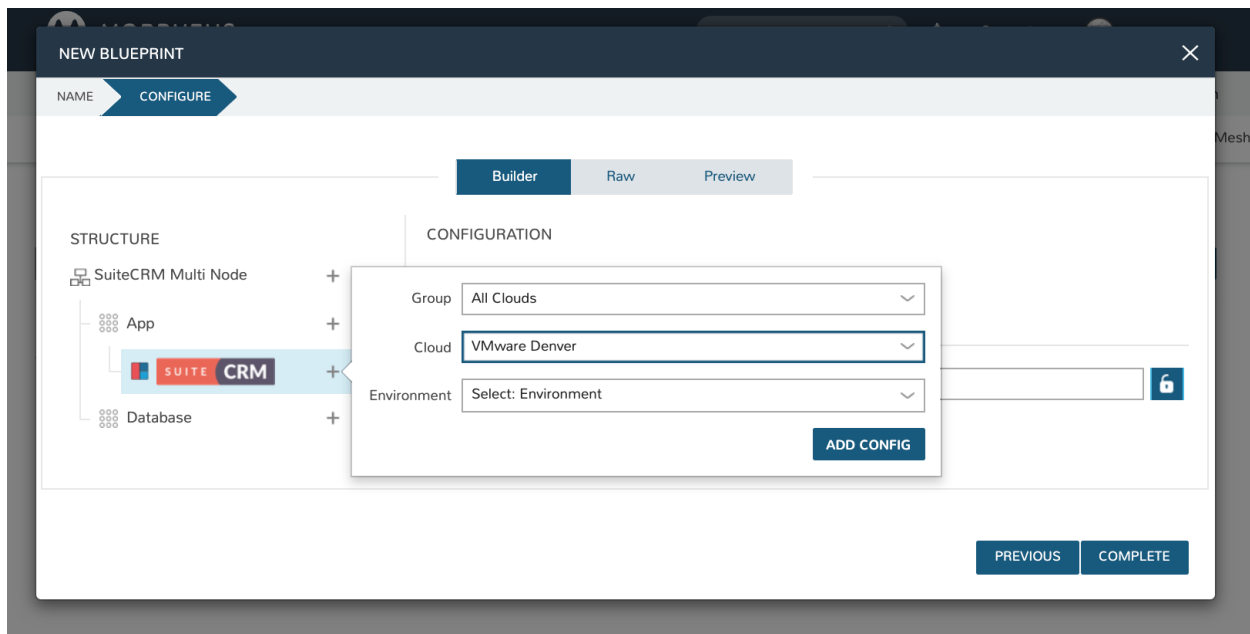 NEW BLUEPRINT
NAME
CONFIGURE
Builder
Raw
Preview
STRUCTURE
CONFIGURATION
SuiteCRM Multi Node
App
SUITE CRM
Database
Group
All Clouds
Cloud
VMware Denver
Environment
Select: Environment
ADD CONFIG
PREVIOUS
COMPLETE
Mesh